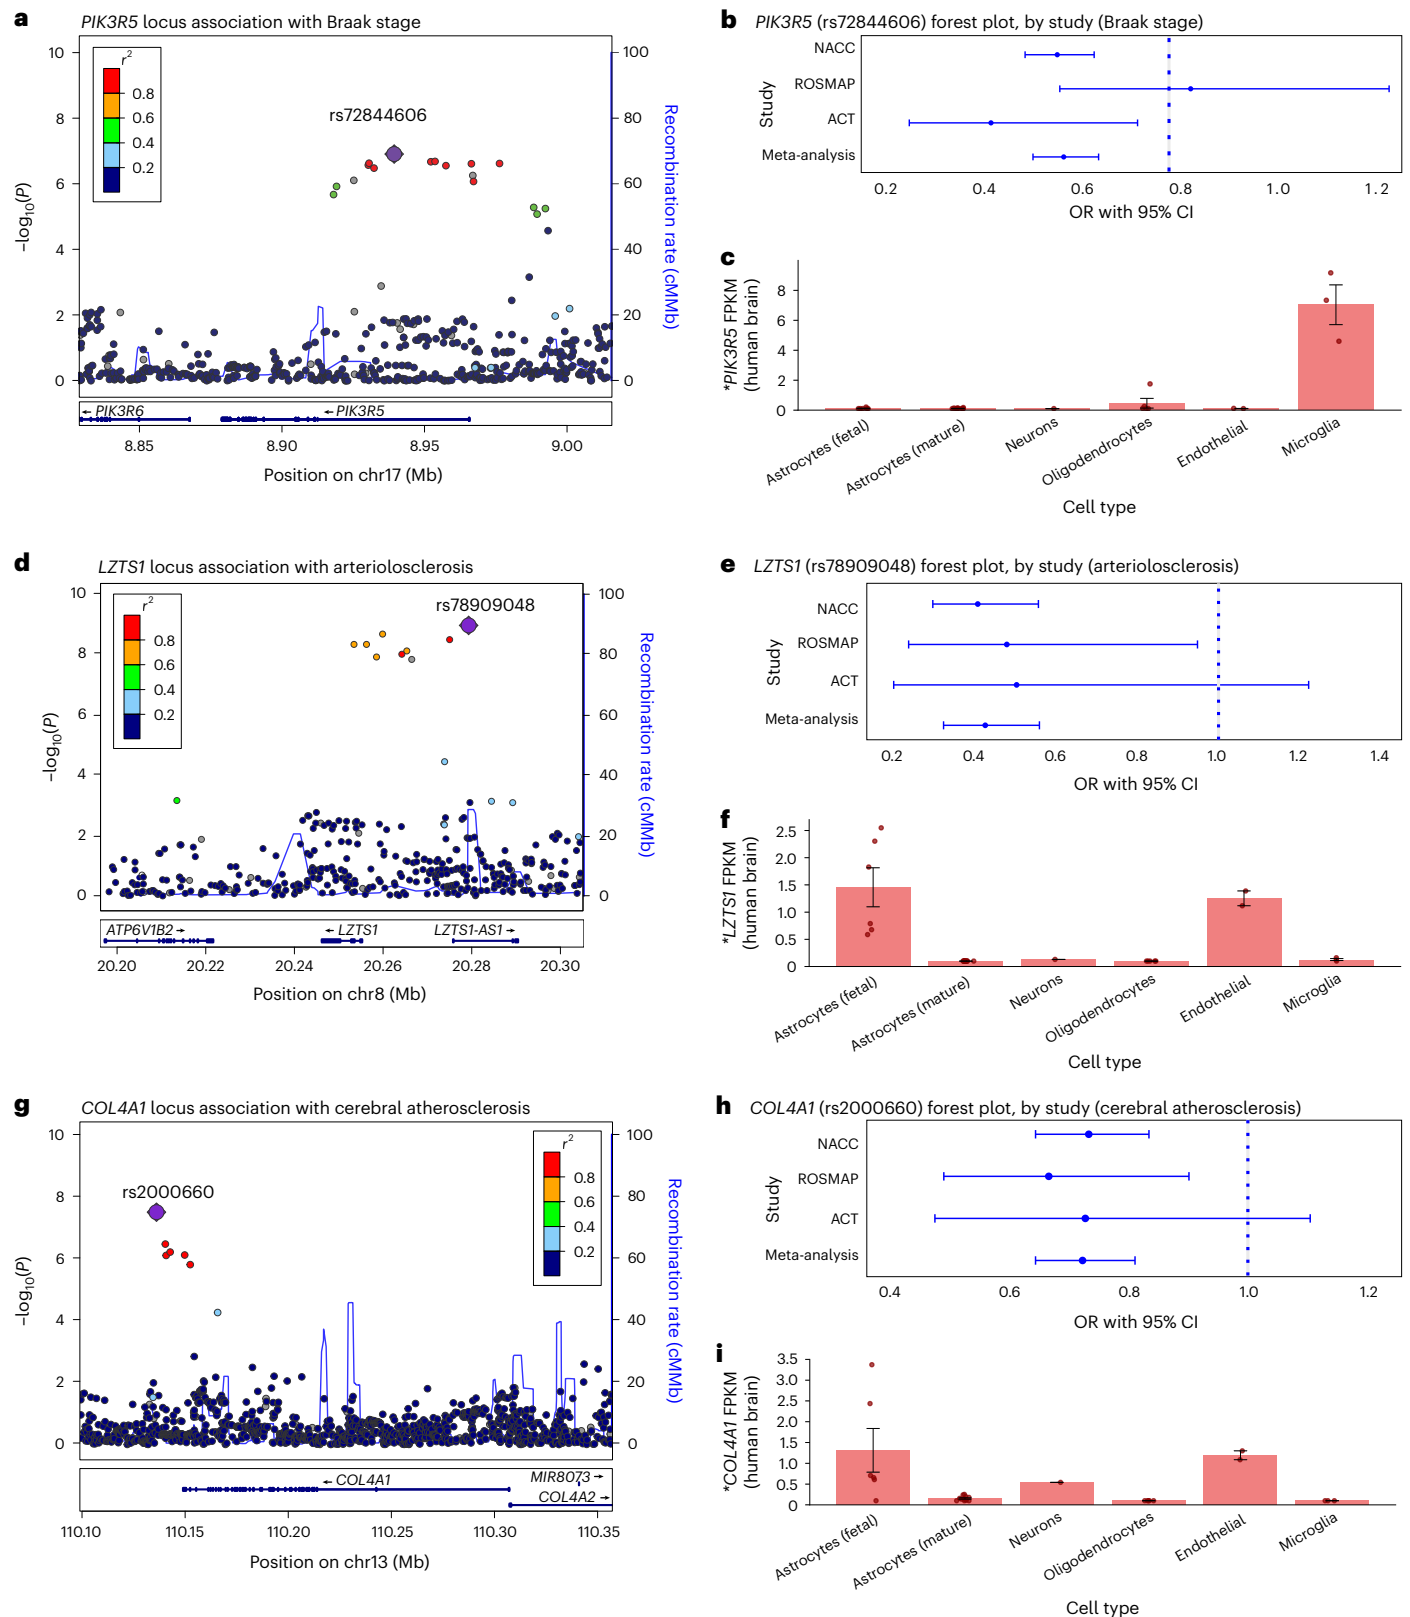 a
PIK3R5 locus association with Braak stage
10
8
6
4
2
0
–log10(P)
r2
0.8
0.6
0.4
0.2
rs72844606
100
80
60
40
20
0
Recombination rate (cMMb)
PIK3R6
PIK3R5
8.85 8.90 8.95 9.00
Position on chr17 (Mb)
b
PIK3R5 (rs72844606) forest plot, by study (Braak stage)
Study
NACC
ROSMAP
ACT
Meta-analysis
0.2 0.4 0.6 0.8 1.0 1.2
OR with 95% CI
c
*PIK3R5 FPKM
(human brain)
8
6
4
2
0
Astrocytes (fetal)
Astrocytes (mature)
Neurons
Oligodendrocytes
Endothelial
Microglia
Cell type
d
LZTS1 locus association with arteriolosclerosis
10
8
6
4
2
0
–log10(P)
r2
0.8
0.6
0.4
0.2
rs78909048
100
80
60
40
20
0
Recombination rate (cMMb)
ATP6V1B2
LZTS1
LZTS1-AS1
20.20 20.22 20.24 20.26 20.28 20.30
Position on chr8 (Mb)
e
LZTS1 (rs78909048) forest plot, by study (arteriolosclerosis)
Study
NACC
ROSMAP
ACT
Meta-analysis
0.2 0.4 0.6 0.8 1.0 1.2 1.4
OR with 95% CI
f
*LZTS1 FPKM
(human brain)
2.5
2.0
1.5
1.0
0.5
0
Astrocytes (fetal)
Astrocytes (mature)
Neurons
Oligodendrocytes
Endothelial
Microglia
Cell type
g
COL4A1 locus association with cerebral atherosclerosis
10
8
6
4
2
0
–log10(P)
rs2000660
r2
0.8
0.6
0.4
0.2
100
80
60
40
20
0
Recombination rate (cMMb)
COL4A1
MIR8073
COL4A2
110.10 110.15 110.20 110.25 110.30 110.35
Position on chr13 (Mb)
h
COL4A1 (rs2000660) forest plot, by study (cerebral atherosclerosis)
Study
NACC
ROSMAP
ACT
Meta-analysis
0.4 0.6 0.8 1.0 1.2
OR with 95% CI
i
*COL4A1 FPKM
(human brain)
3.5
3.0
2.5
2.0
1.5
1.0
0.5
0
Astrocytes (fetal)
Astrocytes (mature)
Neurons
Oligodendrocytes
Endothelial
Microglia
Cell type